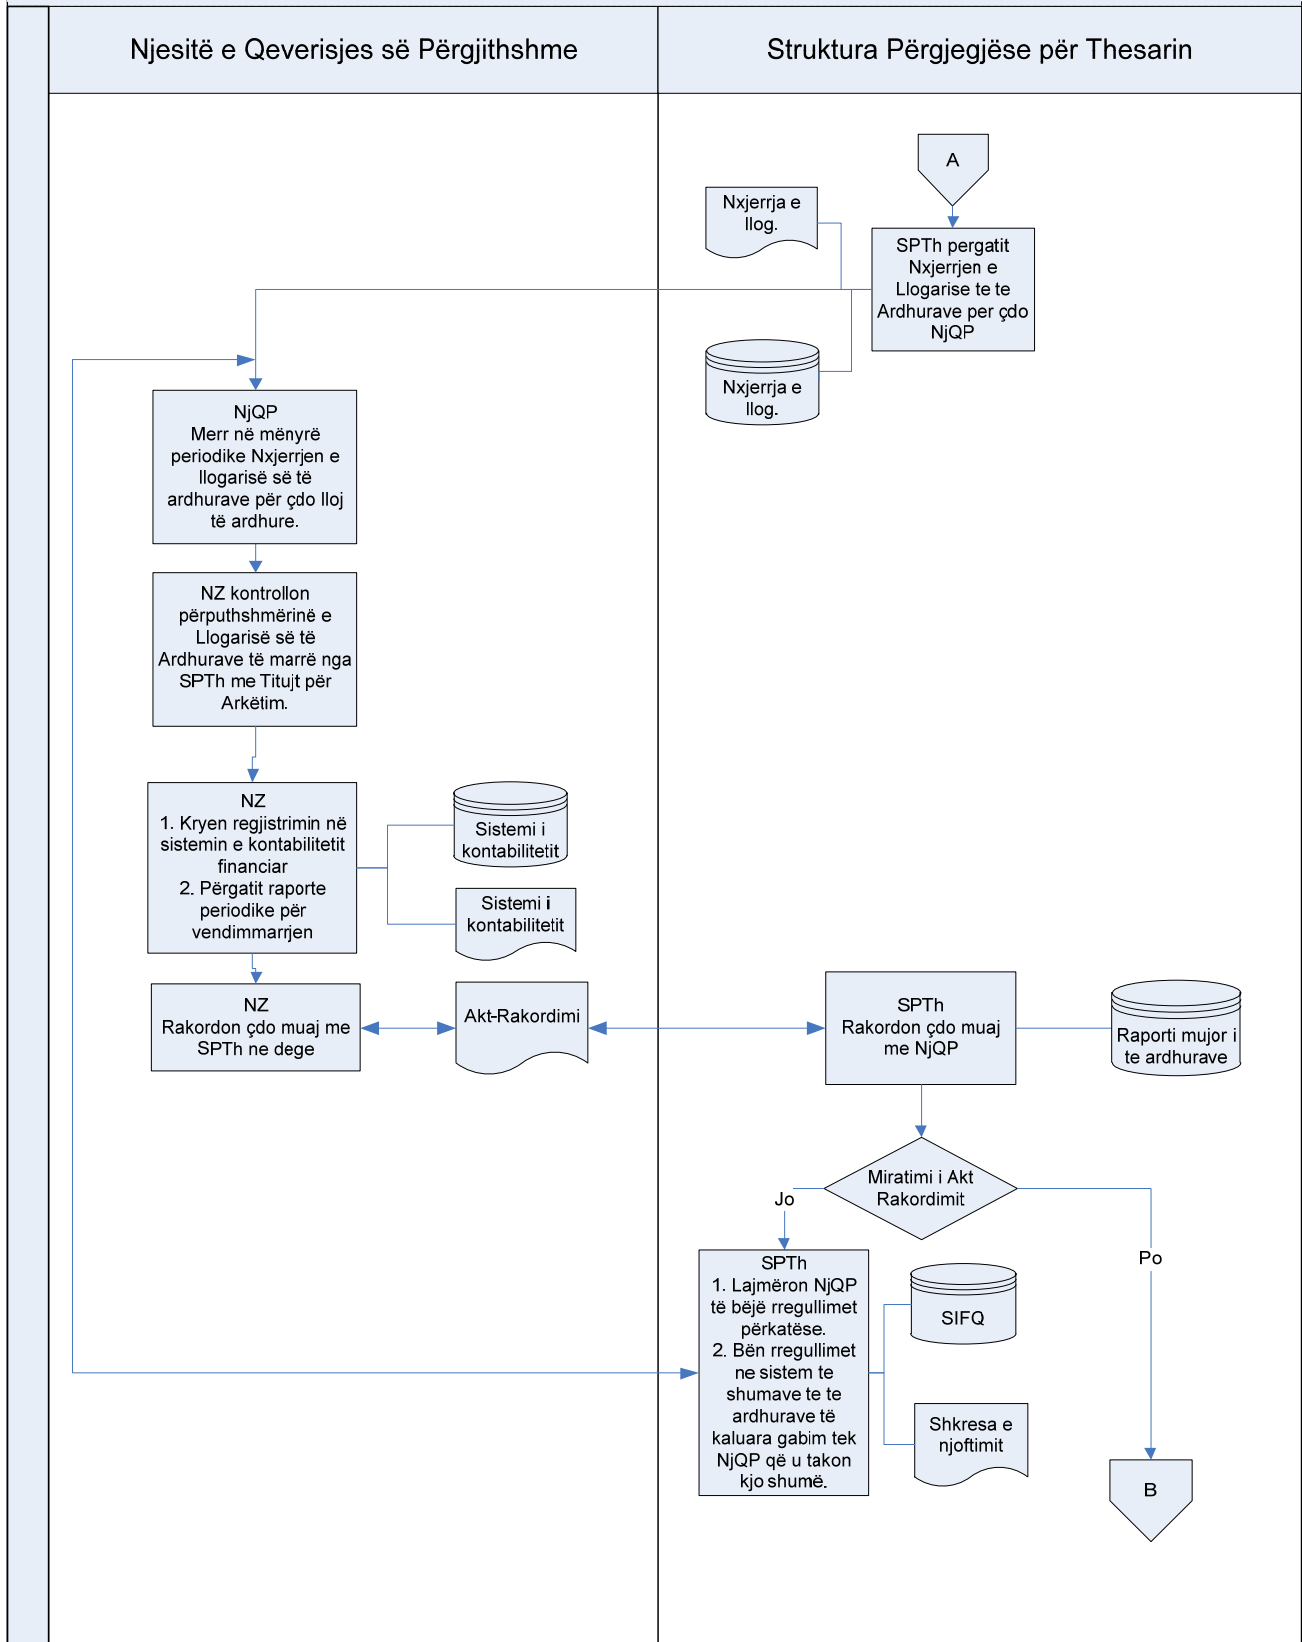 Njesitë e Qeverisjes së Përgjithshme
Struktura Përgjegjëse për Thesarin
A
Nxjerrja e
llog.
SPTh pergatit
Nxjerrjen e
Llogarise te te
Ardhurave per çdo
NjQP
Nxjerrja e
llog.
NjQP
Merr në mënyrë
periodike Nxjerrjen e
llogarisë së të
ardhurave për çdo lloj
të ardhure.
NZ kontrollon
përputhshmërinë e
Llogarisë së të
Ardhurave të marrë nga
SPTh me Titujt për
Arkëtim.
NZ
1. Kryen regjistrimin në
sistemin e kontabilitetit
financiar
2. Përgatit raporte
periodike për
vendimmarrjen
Sistemi i
kontabilitetit
Sistemi i
kontabilitetit
NZ
Rakordon çdo muaj me
SPTh ne dege
Akt-Rakordimi
SPTh
Rakordon çdo muaj
me NjQP
Raporti mujor i
te ardhurave
Miratimi i Akt
Rakordimit
Jo
Po
SPTh
1. Lajmëron NjQP
të bëjë rregullimet
përkatëse.
2. Bën rregullimet
ne sistem te
shumave te te
ardhurave të
kaluara gabim tek
NjQP që u takon
kjo shumë.
SIFQ
Shkresa e
njoftimit
B